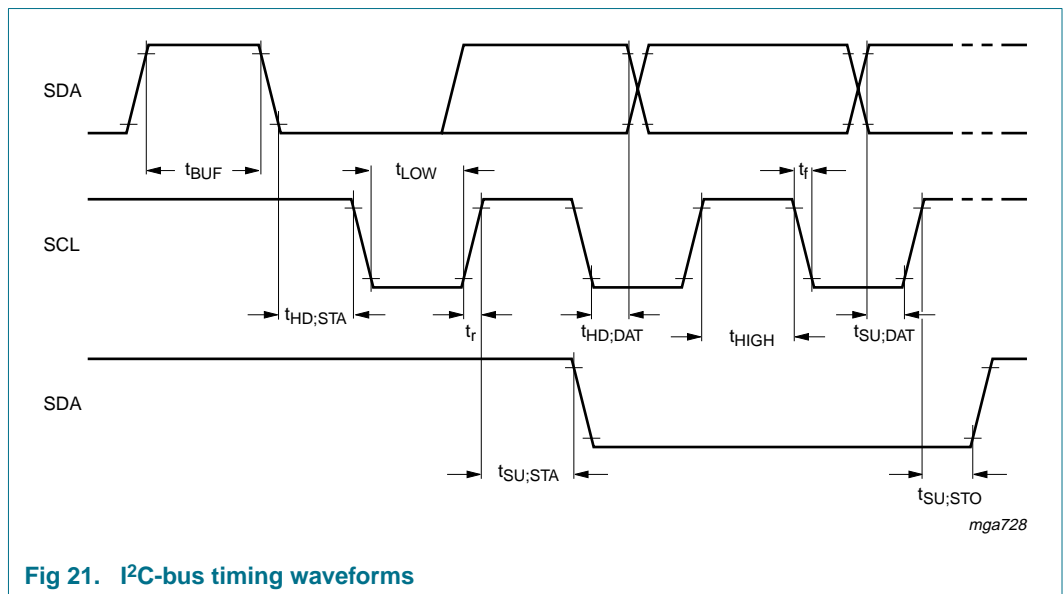 SDA
tBUF
tLOW
tf
SCL
tHD;STA
tr
tHD;DAT
tHIGH
tSU;DAT
SDA
tSU;STA
tSU;STO
mga728
Fig 21. I²C-bus timing waveforms